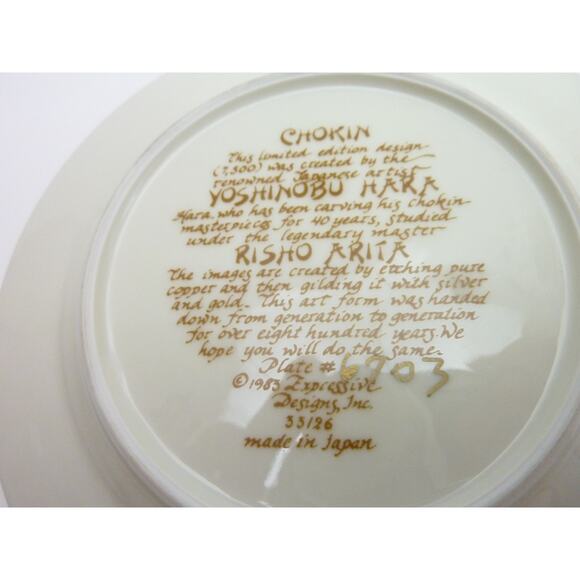 CHOKIN
This limited edition design
(7,500) was created by the
renowned Japanese artist
YOSHINOBU HARA
Hara, who has been carving his chokin
masterpieces for 40 years, studied
under the legendary master
RISHO ARITA
The images are created by etching pure
copper and then gilding it with silver
and gold. This art form was handed
down from generation to generation
for over eight hundred years. We
hope you will do the same.
Plate # 6703
©1983 Expressive
Designs, Inc.
33126
made in Japan